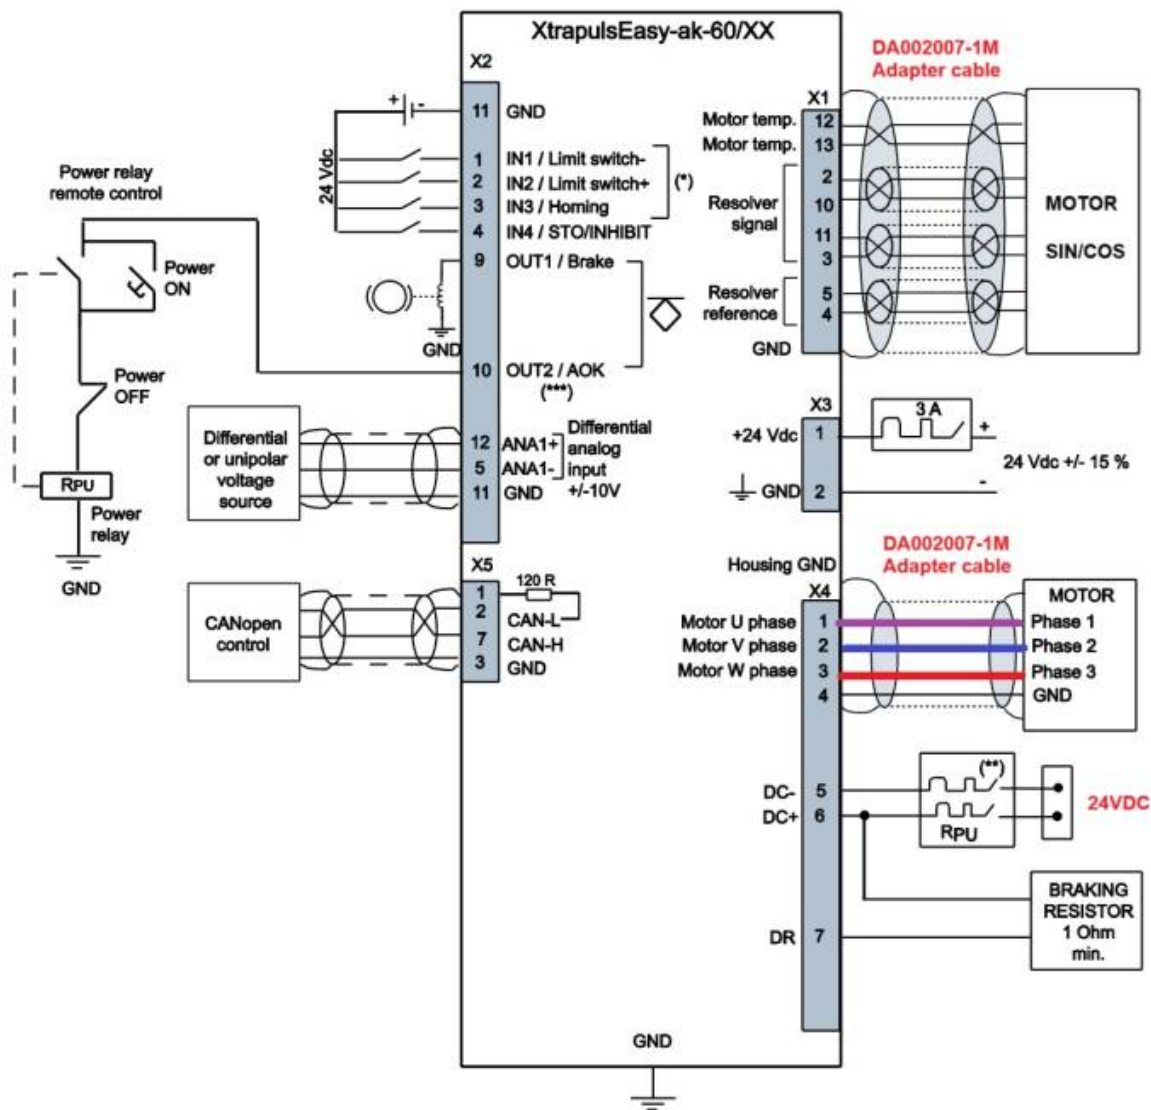 XtrapulsEasy-ak-60/XX
X2
+ -
11 GND
24 Vdc
1 IN1 / Limit switch-
2 IN2 / Limit switch+
3 IN3 / Homing
(*)
4 IN4 / STO/INHIBIT
9 OUT1 / Brake
GND
10 OUT2 / AOK
(***)
12 ANA1+
5 ANA1-
11 GND
Differential
analog
input
+/-10V
Power relay
remote control
Power
ON
Power
OFF
RPU
Power
relay
GND
Differential
or unipolar
voltage
source
X5
1
120 R
2 CAN-L
7 CAN-H
3 GND
CANopen
control
DA002007-1M
Adapter cable
X1
Motor temp. 12
Motor temp. 13
Resolver
signal
2
10
11
3
Resolver
reference
5
4
GND
MOTOR
SIN/COS
X3
+24 Vdc 1
3 A
+
24 Vdc +/- 15 %
GND 2
-
DA002007-1M
Adapter cable
Housing GND
X4
MOTOR
Motor U phase 1 Phase 1
Motor V phase 2 Phase 2
Motor W phase 3 Phase 3
4 GND
DC- 5
DC+ 6
(**)
RPU
24VDC
BRAKING
RESISTOR
1 Ohm
min.
DR 7
GND